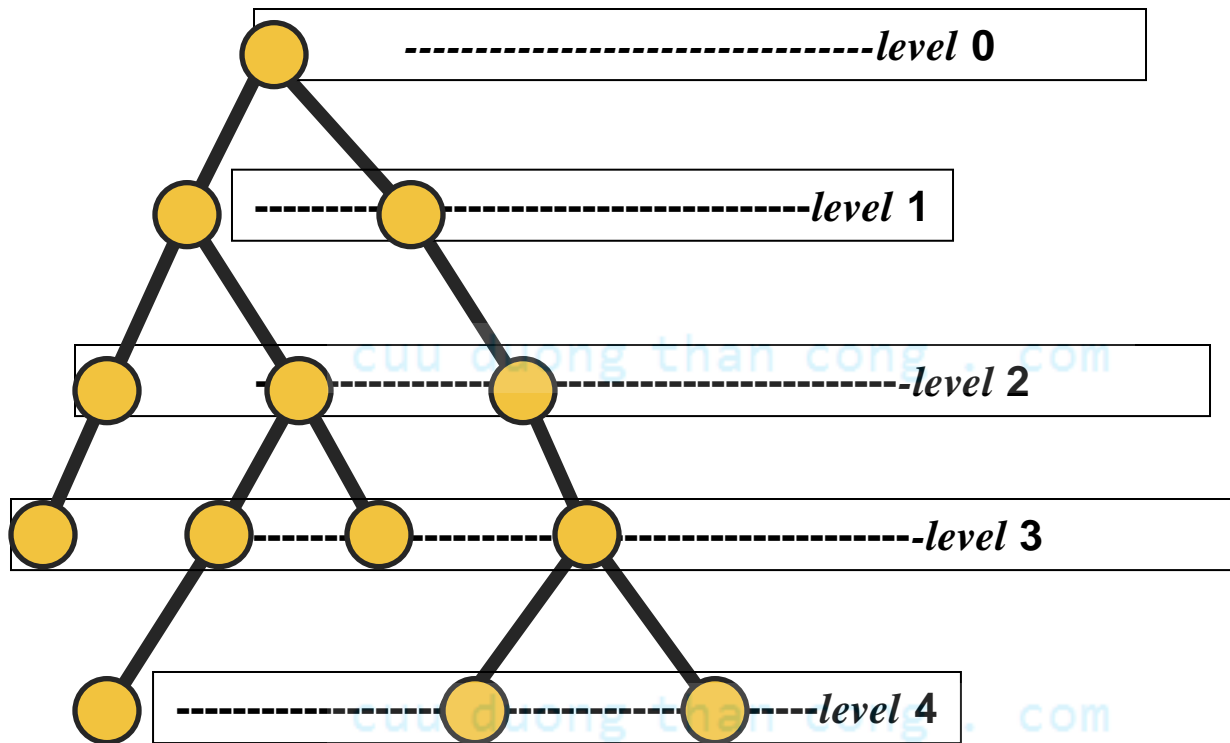 ----------------------------------level 0
----------------------------------------level 1
cuu duong than cong . com
-----------------------------------------------level 2
------------------------------------------------level 3
----------------------------------------------level 4
cuu duong than cong . com